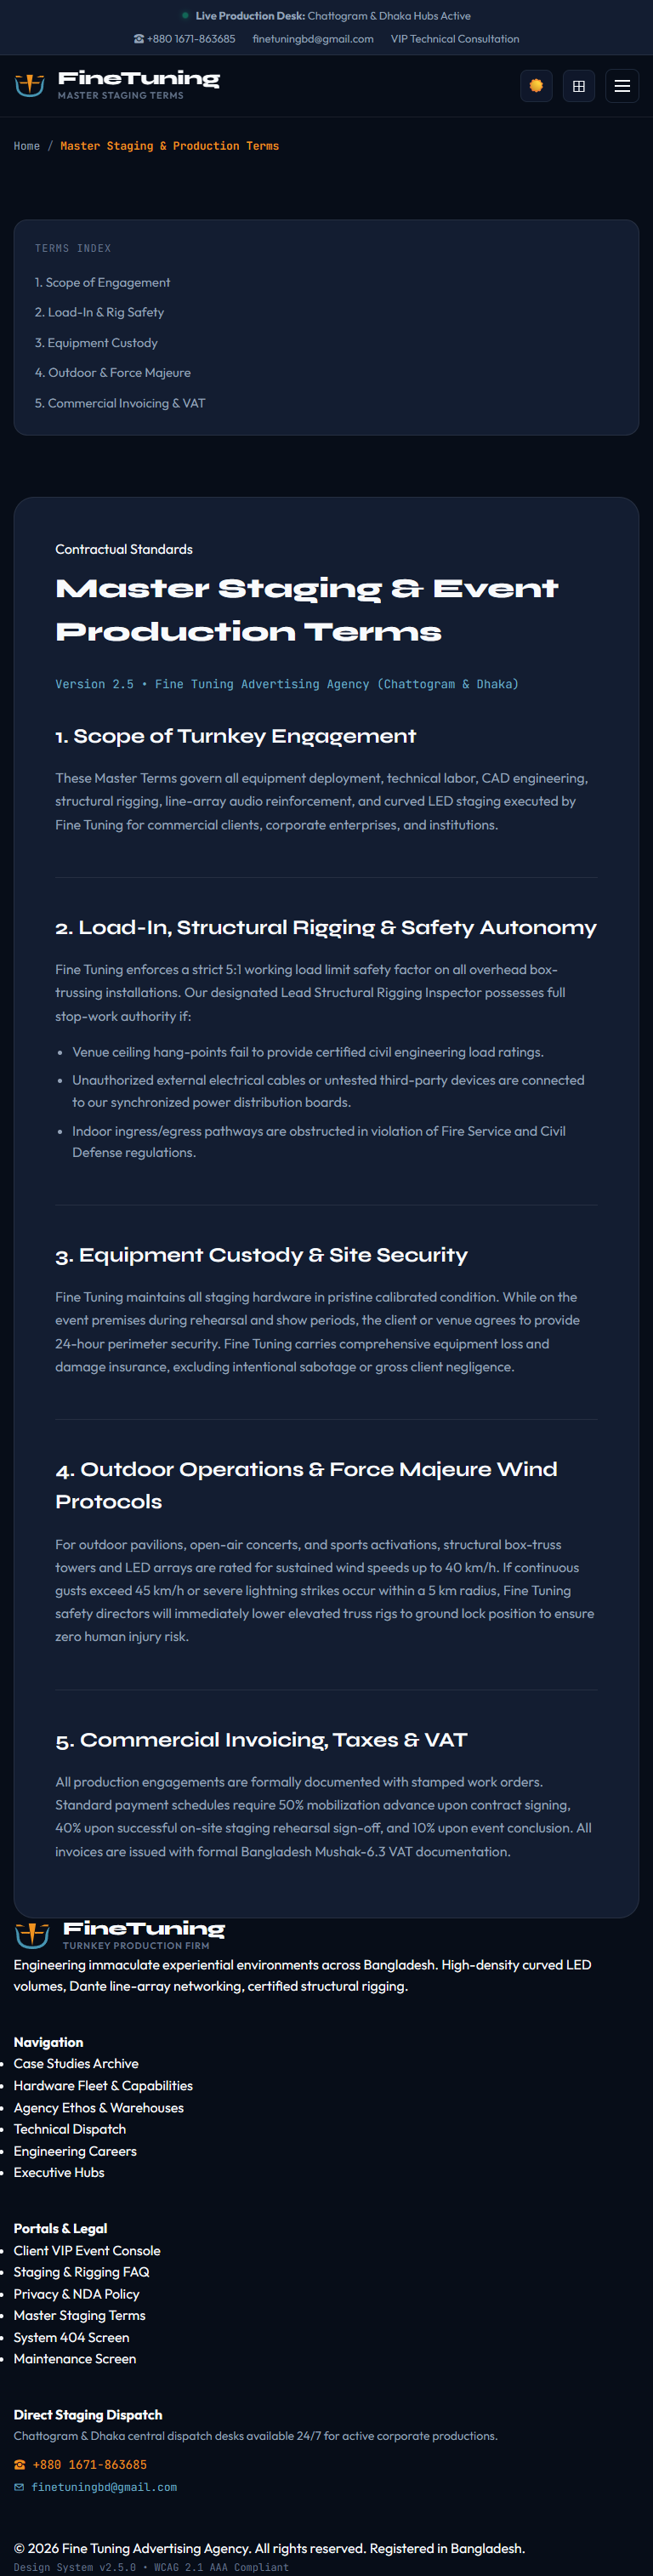 Live Production Desk: Chattogram & Dhaka Hubs Active
☎ +880 1671-863685 finetuningbd@gmail.com VIP Technical Consultation
FineTuning
MASTER STAGING TERMS
Home / Master Staging & Production Terms
TERMS INDEX
1. Scope of Engagement
2. Load-In & Rig Safety
3. Equipment Custody
4. Outdoor & Force Majeure
5. Commercial Invoicing & VAT
Contractual Standards
Master Staging & Event
Production Terms
Version 2.5 • Fine Tuning Advertising Agency (Chattogram & Dhaka)
1. Scope of Turnkey Engagement
These Master Terms govern all equipment deployment, technical labor, CAD engineering,
structural rigging, line-array audio reinforcement, and curved LED staging executed by
Fine Tuning for commercial clients, corporate enterprises, and institutions.
2. Load-In, Structural Rigging & Safety Autonomy
Fine Tuning enforces a strict 5:1 working load limit safety factor on all overhead box-
trussing installations. Our designated Lead Structural Rigging Inspector possesses full
stop-work authority if:
• Venue ceiling hang-points fail to provide certified civil engineering load ratings.
• Unauthorized external electrical cables or untested third-party devices are connected
to our synchronized power distribution boards.
• Indoor ingress/egress pathways are obstructed in violation of Fire Service and Civil
Defense regulations.
3. Equipment Custody & Site Security
Fine Tuning maintains all staging hardware in pristine calibrated condition. While on the
event premises during rehearsal and show periods, the client or venue agrees to provide
24-hour perimeter security. Fine Tuning carries comprehensive equipment loss and
damage insurance, excluding intentional sabotage or gross client negligence.
4. Outdoor Operations & Force Majeure Wind
Protocols
For outdoor pavilions, open-air concerts, and sports activations, structural box-truss
towers and LED arrays are rated for sustained wind speeds up to 40 km/h. If continuous
gusts exceed 45 km/h or severe lightning strikes occur within a 5 km radius, Fine Tuning
safety directors will immediately lower elevated truss rigs to ground lock position to ensure
zero human injury risk.
5. Commercial Invoicing, Taxes & VAT
All production engagements are formally documented with stamped work orders.
Standard payment schedules require 50% mobilization advance upon contract signing,
40% upon successful on-site staging rehearsal sign-off, and 10% upon event conclusion. All
invoices are issued with formal Bangladesh Mushak-6.3 VAT documentation.
FineTuning
TURNKEY PRODUCTION FIRM
Engineering immaculate experiential environments across Bangladesh. High-density curved LED
volumes, Dante line-array networking, certified structural rigging.
Navigation
• Case Studies Archive
• Hardware Fleet & Capabilities
• Agency Ethos & Warehouses
• Technical Dispatch
• Engineering Careers
• Executive Hubs
Portals & Legal
• Client VIP Event Console
• Staging & Rigging FAQ
• Privacy & NDA Policy
• Master Staging Terms
• System 404 Screen
• Maintenance Screen
Direct Staging Dispatch
Chattogram & Dhaka central dispatch desks available 24/7 for active corporate productions.
☎ +880 1671-863685
✉ finetuningbd@gmail.com
© 2026 Fine Tuning Advertising Agency. All rights reserved. Registered in Bangladesh.
Design System v2.5.0 • WCAG 2.1 AAA Compliant